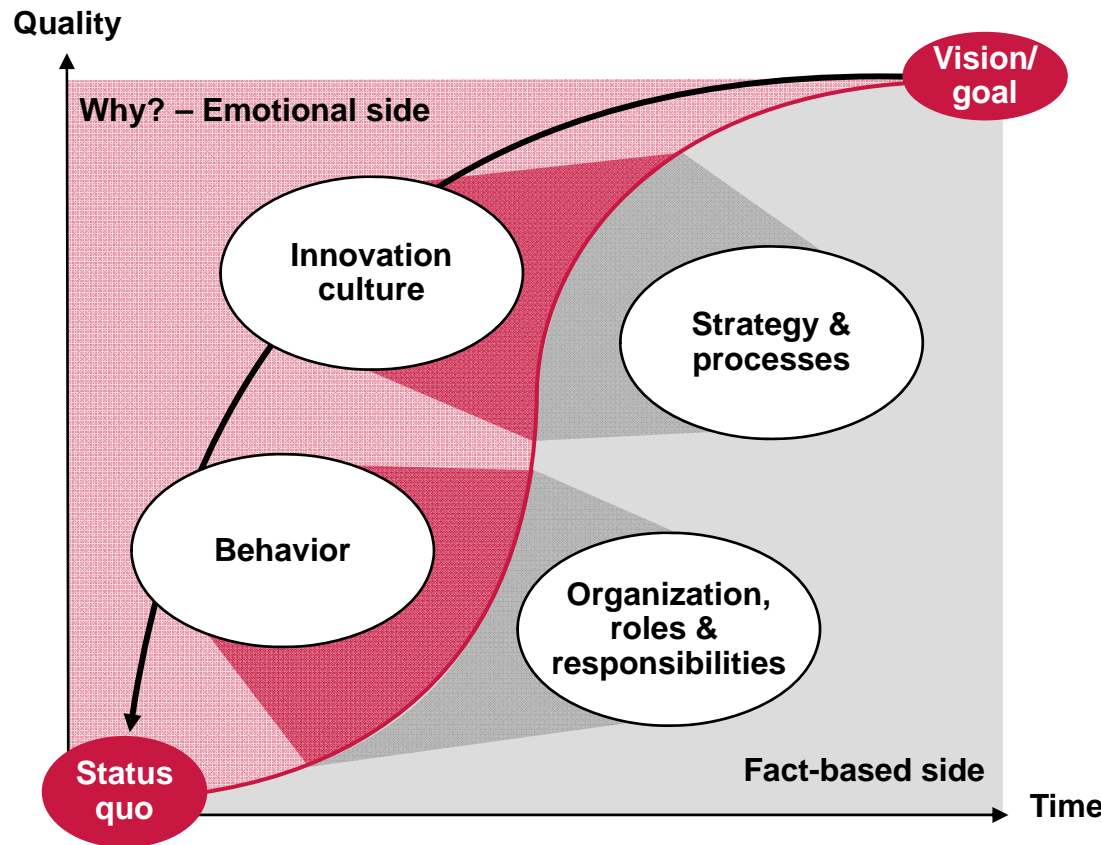 Quality
Vision/
goal
Why? – Emotional side
Innovation
culture
Strategy &
processes
Behavior
Organization,
roles &
responsibilities
Fact-based side
Status
quo
Time